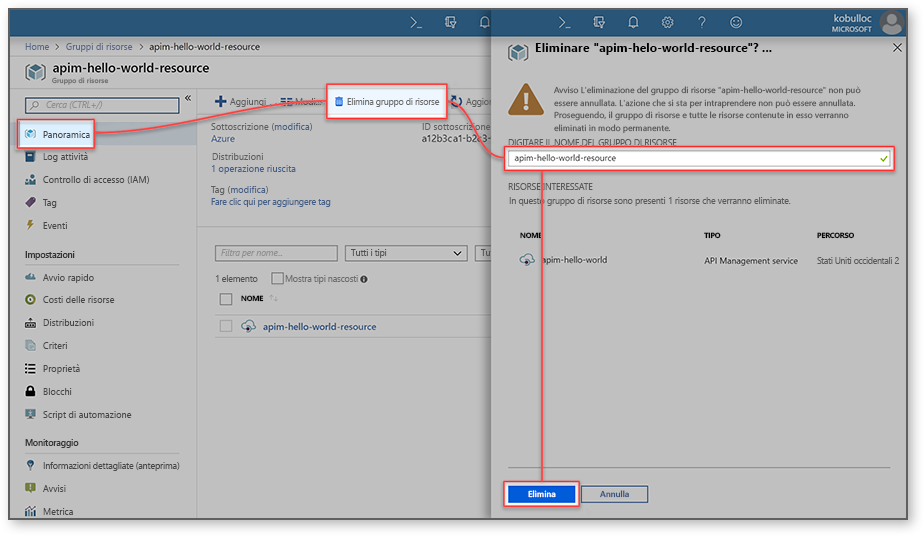 kobulloc
MICROSOFT
Home > Gruppi di risorse > apim-hello-world-resource
apim-hello-world-resource
Gruppo di risorse
Cerca (CTRL+/)
Panoramica
Log attività
Controllo di accesso (IAM)
Tag
Eventi
Impostazioni
Avvio rapido
Costi delle risorse
Distribuzioni
Criteri
Proprietà
Blocchi
Script di automazione
Monitoraggio
Informazioni dettagliate (anteprima)
Avvisi
Metrica
Aggiungi Modi... Elimina gruppo di risorse Aggior
Sottoscrizione (modifica)
Azure
ID sottoscrizione
a12b3ca1-b2c3-
Distribuzioni
1 operazione riuscita
Tag (modifica)
Fare clic qui per aggiungere tag
Filtra per nome... Tutti i tipi Tu
1 elemento Mostra tipi nascosti
NOME
apim-hello-world-resource
Eliminare "apim-helo-world-resource"? ...
Avviso L'eliminazione del gruppo di risorse "apim-hello-world-resource" non può
essere annullata. L'azione che si sta per intraprendere non può essere annullata.
Proseguendo, il gruppo di risorse e tutte le risorse contenute in esso verranno
eliminati in modo permanente.
DIGITARE IL NOME DEL GRUPPO DI RISORSE
apim-hello-world-resource
RISORSE INTERESSATE
In questo gruppo di risorse sono presenti 1 risorse che verranno eliminate.
NOME TIPO PERCORSO
apim-hello-world API Management service Stati Uniti occidentali 2
Elimina Annulla